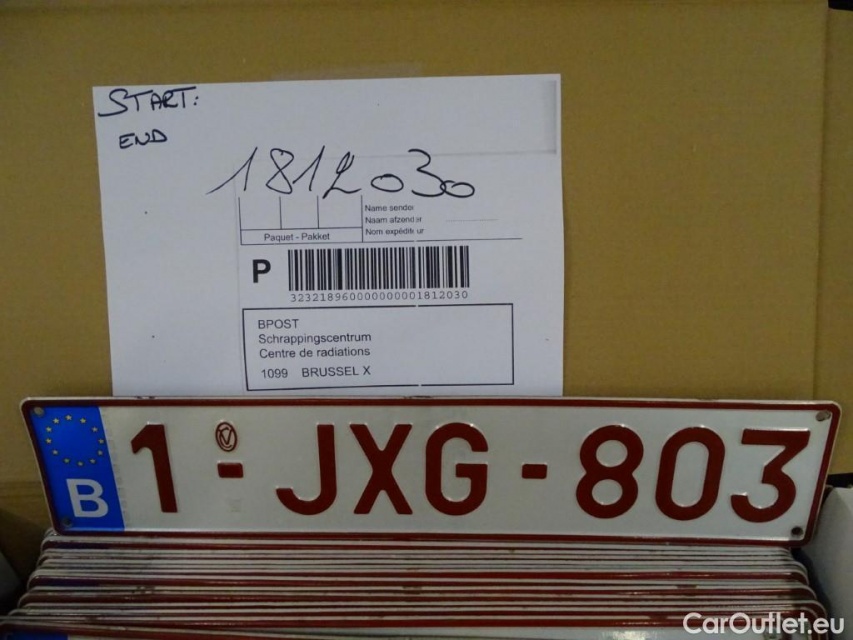 START:
END
1812030
Name sender
Naam afzender
Nom expéditeur
Paquet - Pakket
P
3232189600000000001812030
BPOST
Schrappingscentrum
Centre de radiations
1099 BRUSSEL X
B 1-JXG-803
CarOutlet.eu